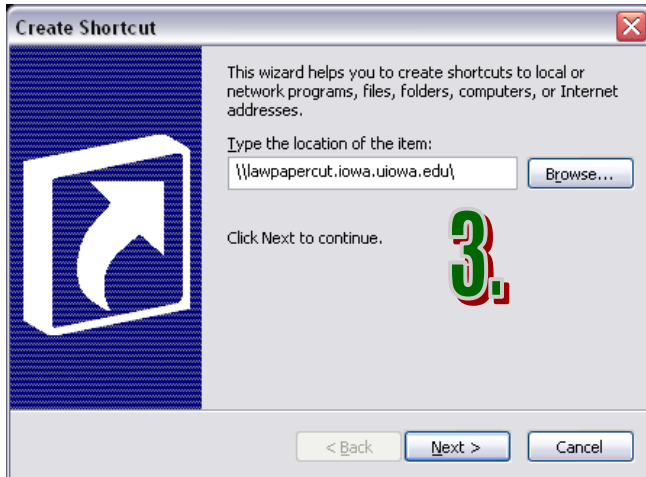 Create Shortcut
This wizard helps you to create shortcuts to local or
network programs, files, folders, computers, or Internet
addresses.
Type the location of the item:
\\lawpapercut.iowa.uiowa.edu\
Browse...
Click Next to continue.
3.
< Back
Next >
Cancel